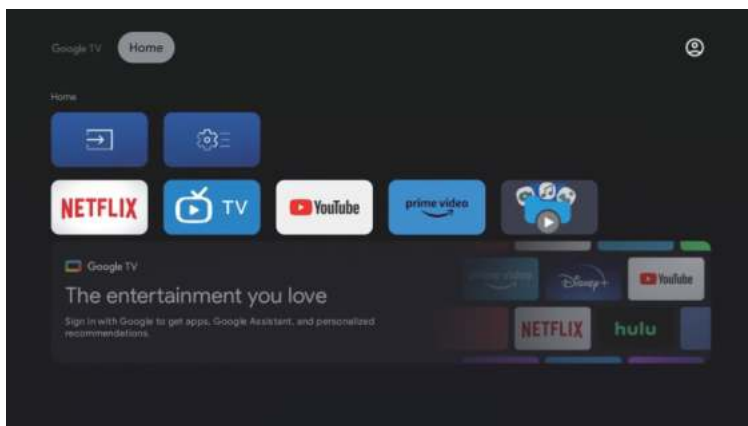 Google TV Home
Home
NETFLIX TV YouTube prime video
Google TV
The entertainment you love
Sign in with Google to get apps, Google Assistant, and personalized
recommendations.
prime video Disney+ YouTube
NETFLIX hulu